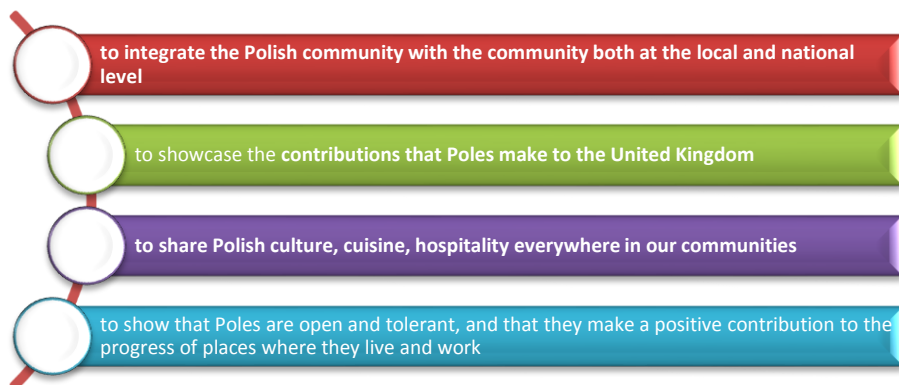 to integrate the Polish community with the community both at the local and national
level
to showcase the contributions that Poles make to the United Kingdom
to share Polish culture, cuisine, hospitality everywhere in our communities
to show that Poles are open and tolerant, and that they make a positive contribution to the
progress of places where they live and work